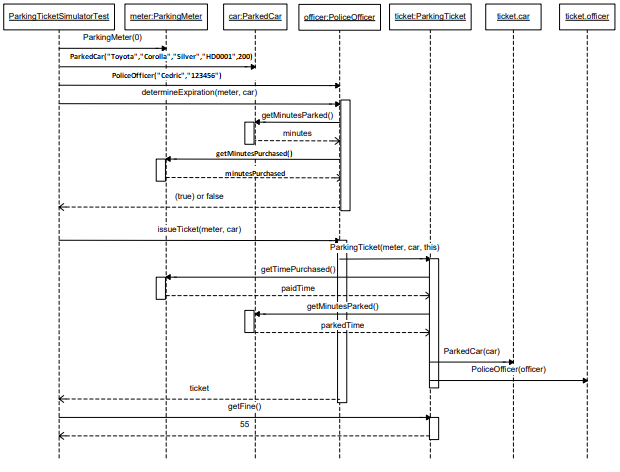 ParkingTicketSimulatorTest meter:ParkingMeter car:ParkedCar officer:PoliceOfficer ticket:ParkingTicket ticket.car ticket.officer
ParkingMeter(0)
ParkedCar("Toyota","Corolla","Silver","HD0001",200)
PoliceOfficer("Cedric","123456")
determineExpiration(meter, car)
getMinutesParked()
minutes
getMinutesPurchased()
minutesPurchased
(true) or false
issueTicket(meter, car)
ParkingTicket(meter, car, this)
getTimePurchased()
paidTime
getMinutesParked()
parkedTime
ParkedCar(car)
PoliceOfficer(officer)
ticket
getFine()
55